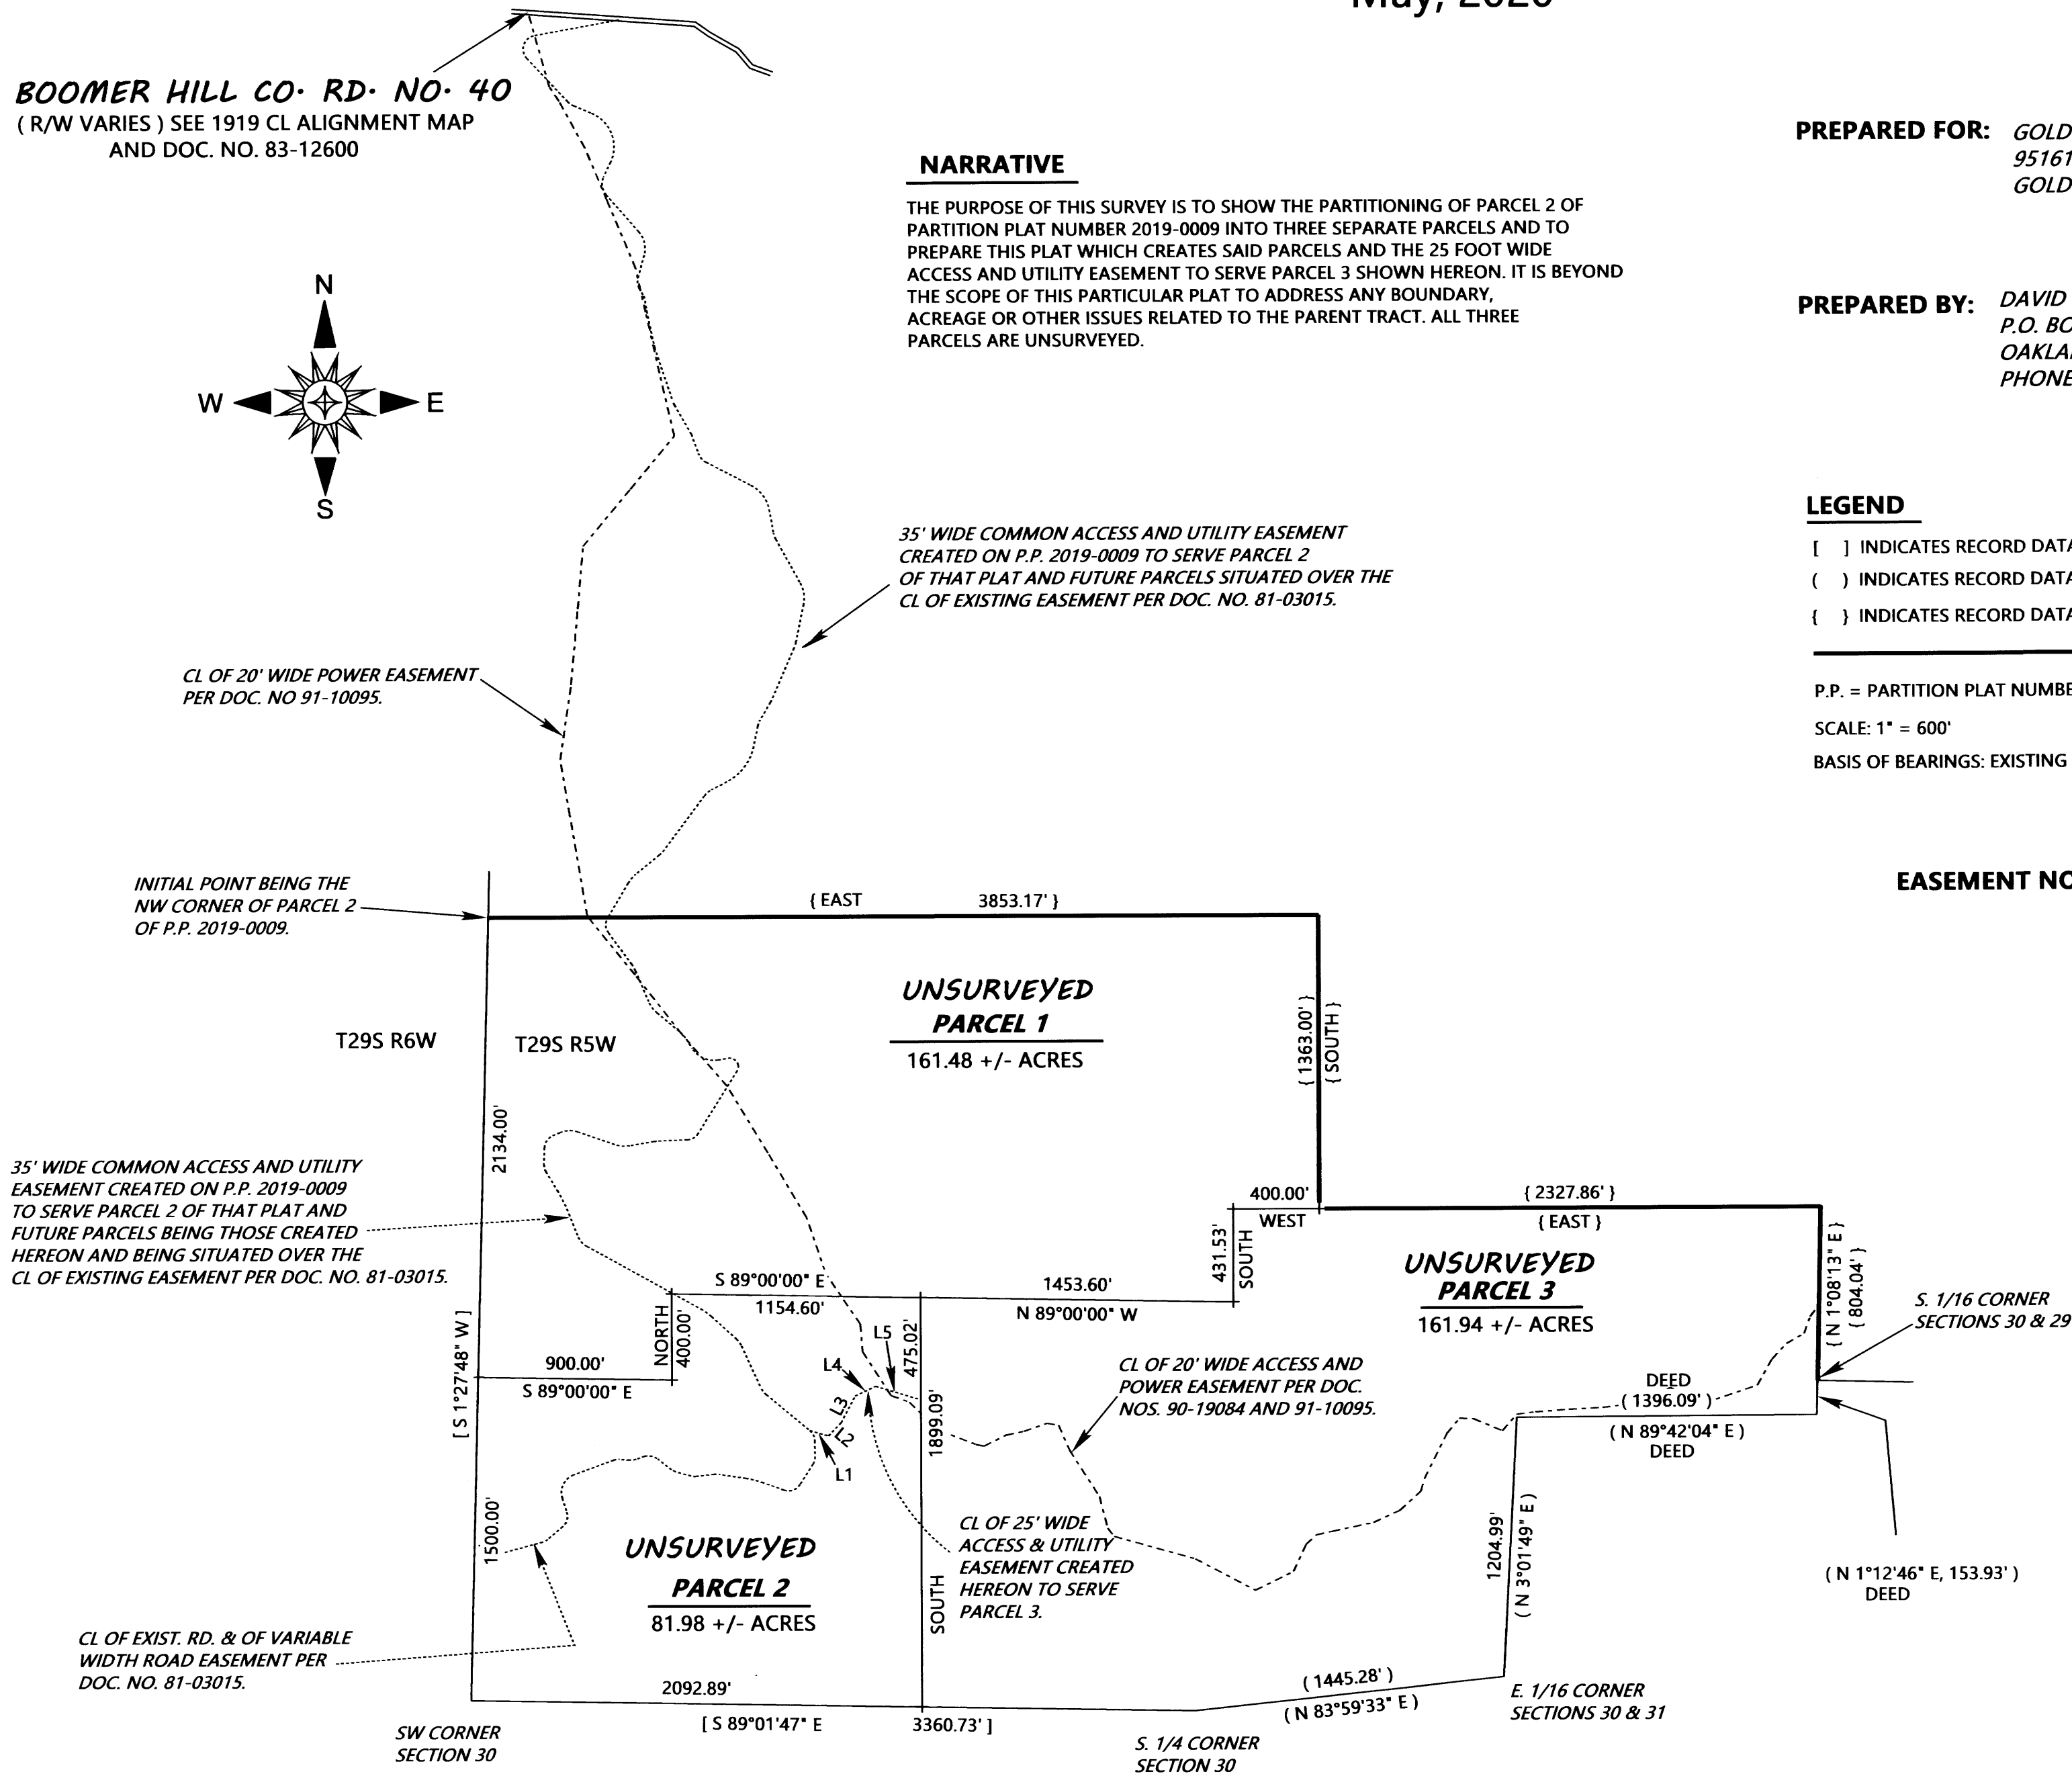 May, 2020
BOOMER HILL CO. RD. NO. 40
( R/W VARIES ) SEE 1919 CL ALIGNMENT MAP
AND DOC. NO. 83-12600
N
W
E
S
NARRATIVE
THE PURPOSE OF THIS SURVEY IS TO SHOW THE PARTITIONING OF PARCEL 2 OF
PARTITION PLAT NUMBER 2019-0009 INTO THREE SEPARATE PARCELS AND TO
PREPARE THIS PLAT WHICH CREATES SAID PARCELS AND THE 25 FOOT WIDE
ACCESS AND UTILITY EASEMENT TO SERVE PARCEL 3 SHOWN HEREON. IT IS BEYOND
THE SCOPE OF THIS PARTICULAR PLAT TO ADDRESS ANY BOUNDARY,
ACREAGE OR OTHER ISSUES RELATED TO THE PARENT TRACT. ALL THREE
PARCELS ARE UNSURVEYED.
PREPARED FOR: GOLD
95161
GOLD
PREPARED BY: DAVID
P.O. BO
OAKLA
PHONE
LEGEND
[ ] INDICATES RECORD DATA
( ) INDICATES RECORD DATA
{ } INDICATES RECORD DATA
P.P. = PARTITION PLAT NUMBE
SCALE: 1" = 600'
BASIS OF BEARINGS: EXISTING
EASEMENT NO
35' WIDE COMMON ACCESS AND UTILITY EASEMENT
CREATED ON P.P. 2019-0009 TO SERVE PARCEL 2
OF THAT PLAT AND FUTURE PARCELS SITUATED OVER THE
CL OF EXISTING EASEMENT PER DOC. NO. 81-03015.
CL OF 20' WIDE POWER EASEMENT
PER DOC. NO 91-10095.
INITIAL POINT BEING THE
NW CORNER OF PARCEL 2
OF P.P. 2019-0009.
{ EAST 3853.17' }
UNSURVEYED
PARCEL 1
161.48 +/- ACRES
{ 1363.00' }
{ SOUTH }
T29S R6W
T29S R5W
2134.00'
35' WIDE COMMON ACCESS AND UTILITY
EASEMENT CREATED ON P.P. 2019-0009
TO SERVE PARCEL 2 OF THAT PLAT AND
FUTURE PARCELS BEING THOSE CREATED
HEREON AND BEING SITUATED OVER THE
CL OF EXISTING EASEMENT PER DOC. NO. 81-03015.
400.00'
WEST
431.53'
SOUTH
{ 2327.86' }
{ EAST }
UNSURVEYED
PARCEL 3
161.94 +/- ACRES
( N 1°08'13" E )
{ 804.04' }
S. 1/16 CORNER
SECTIONS 30 & 29
S 89°00'00" E
1154.60'
1453.60'
N 89°00'00" W
NORTH
400.00'
900.00'
S 89°00'00" E
[ S 1°27'48" W ]
475.02'
L5
L4
L3
L2
L1
1899.09'
SOUTH
CL OF 20' WIDE ACCESS AND
POWER EASEMENT PER DOC.
NOS. 90-19084 AND 91-10095.
DEED
( 1396.09' )
( N 89°42'04" E )
DEED
1500.00'
UNSURVEYED
PARCEL 2
81.98 +/- ACRES
CL OF 25' WIDE
ACCESS & UTILITY
EASEMENT CREATED
HEREON TO SERVE
PARCEL 3.
1204.99'
( N 3°01'49" E )
( N 1°12'46" E, 153.93' )
DEED
CL OF EXIST. RD. & OF VARIABLE
WIDTH ROAD EASEMENT PER
DOC. NO. 81-03015.
2092.89'
[ S 89°01'47" E 3360.73' ]
( 1445.28' )
( N 83°59'33" E )
E. 1/16 CORNER
SECTIONS 30 & 31
SW CORNER
SECTION 30
S. 1/4 CORNER
SECTION 30